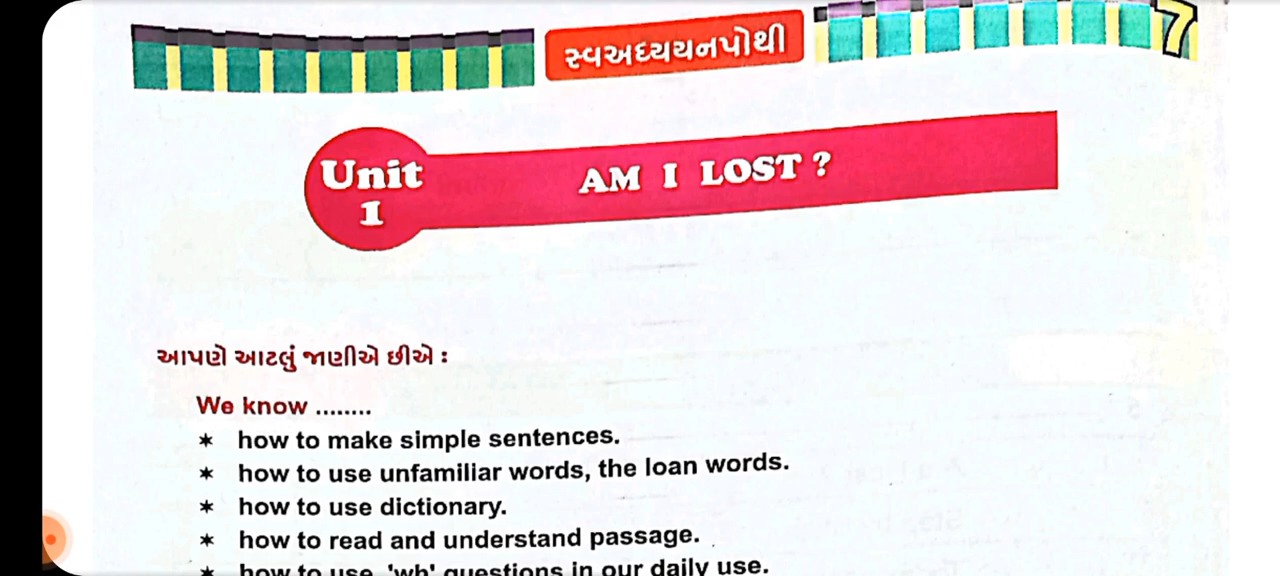 સ્વઅધ્યયનપોથી
7
Unit
1
AM I LOST ?
આપણે આટલું જાણીએ છીએ :
We know ........
* how to make simple sentences.
* how to use unfamiliar words, the loan words.
* how to use dictionary.
* how to read and understand passage.
* how to use 'wh' questions in our daily use.